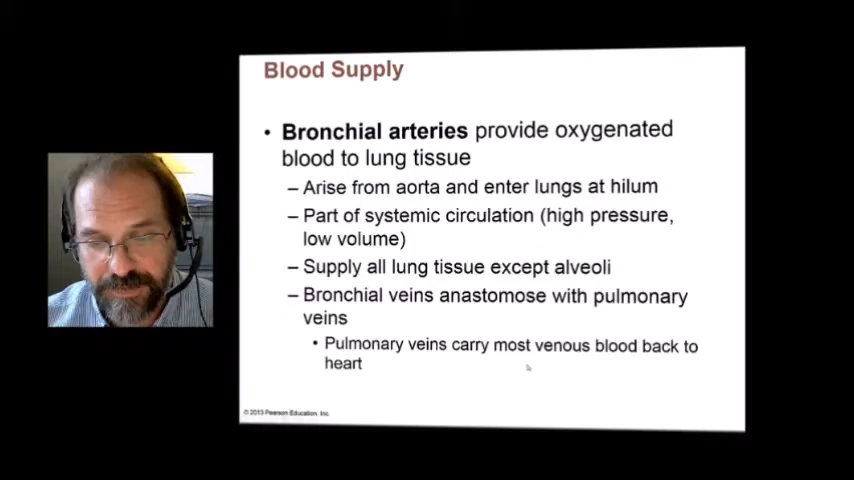 Blood Supply
• Bronchial arteries provide oxygenated
blood to lung tissue
– Arise from aorta and enter lungs at hilum
– Part of systemic circulation (high pressure,
low volume)
– Supply all lung tissue except alveoli
– Bronchial veins anastomose with pulmonary
veins
• Pulmonary veins carry most venous blood back to
heart
© 2013 Pearson Education, Inc.